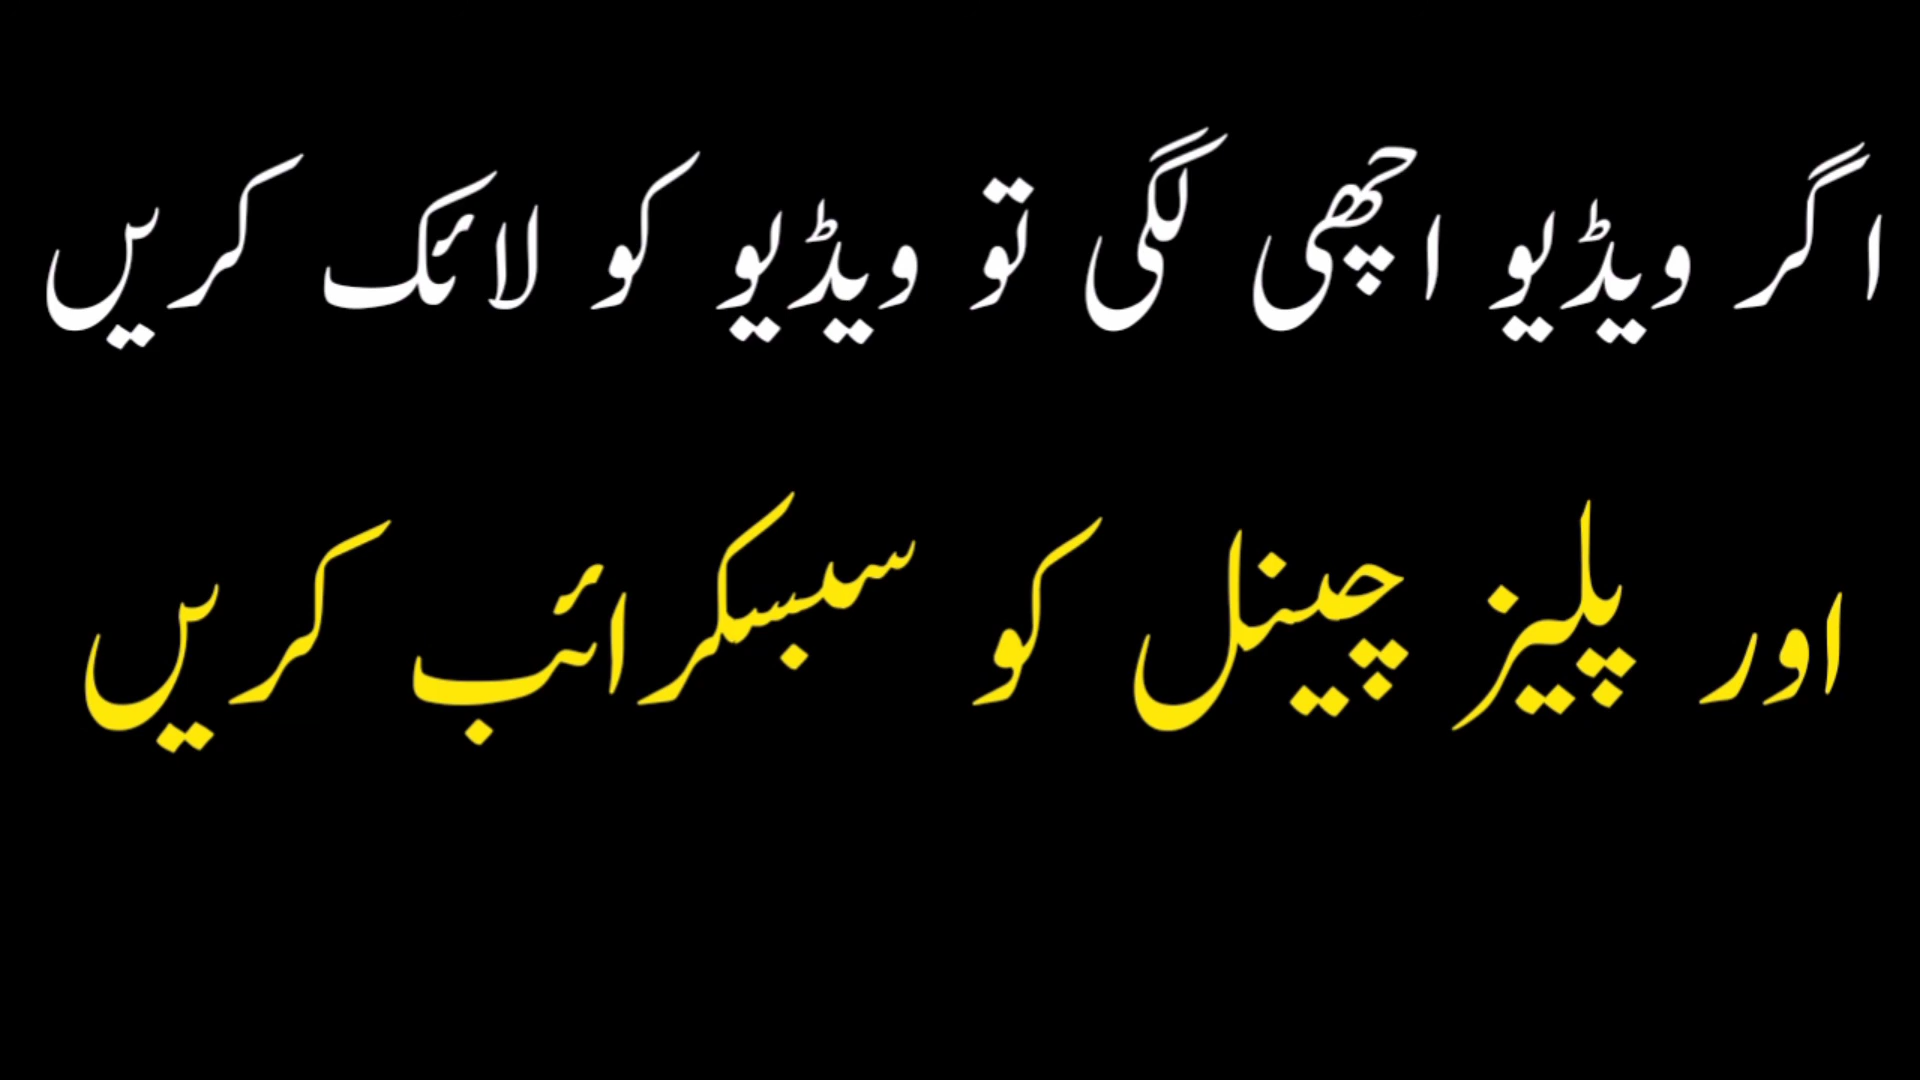 اگر ویڈیو اچھی لگی تو ویڈیو کو لائک کریں
اور پلیز چینل کو سبسکرائب کریں